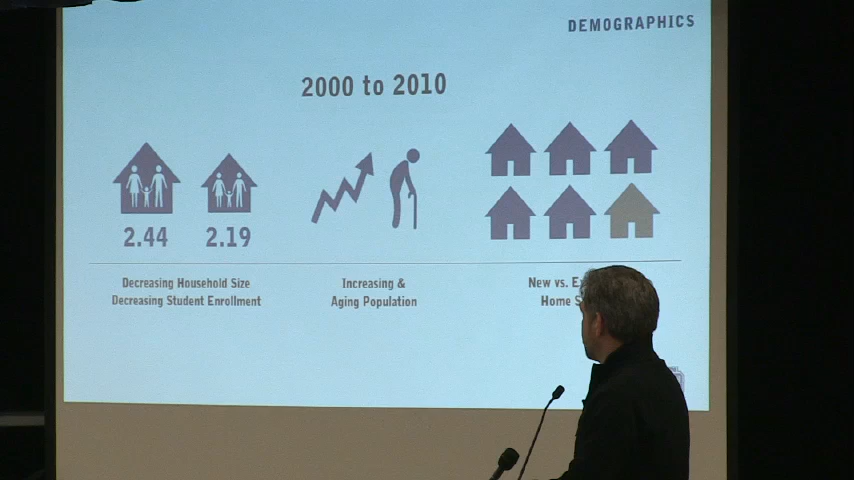 DEMOGRAPHICS
2000 to 2010
2.44 2.19
Decreasing Household Size
Decreasing Student Enrollment
Increasing &
Aging Population
New vs.
Home